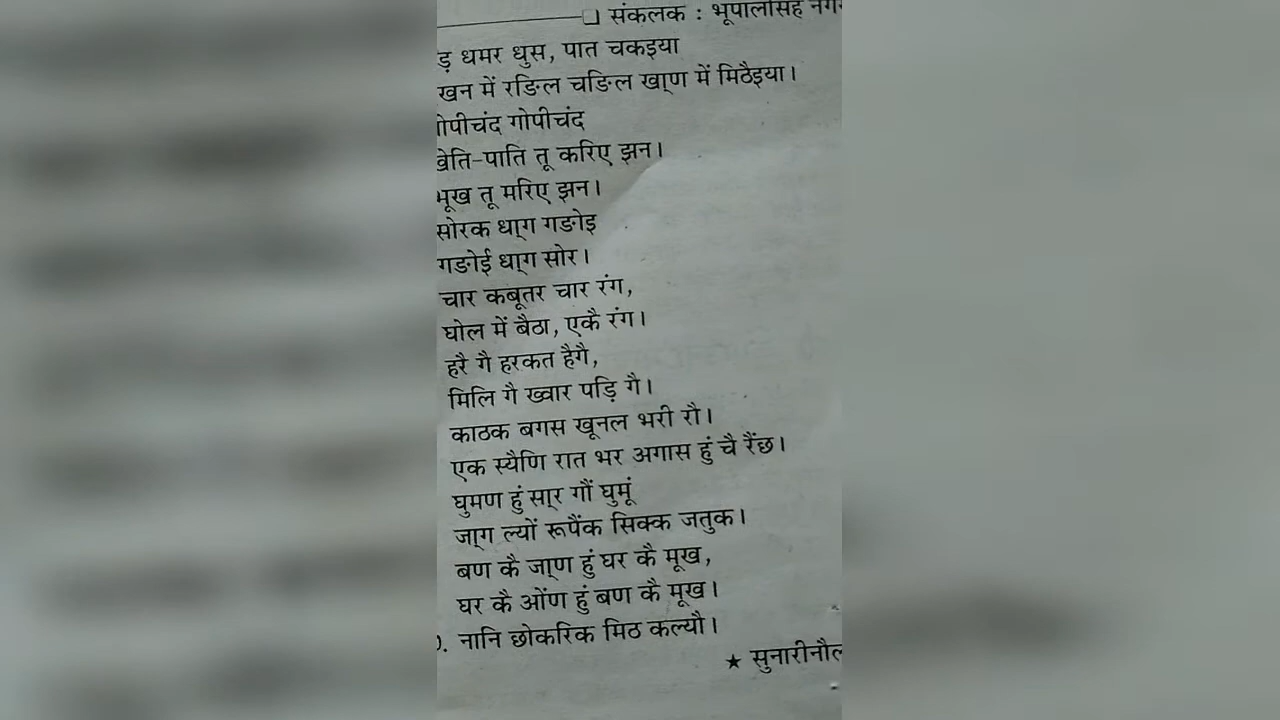 ❑ संकलक : भूपालसिंह
धमर धुस, पात चकइया
में रङिल चङिल खा्ण में मिठैइया।
गोपीचंद
तू करिए झन।
तू मरिए झन।
सोरक धा्ग गङोइ
गङोई धा्ग सोर।
चार कबूतर चार रंग,
घोल में बैठा, एकै रंग।
हरै गै हरकत हैगै,
मिलि गै ख्वार पड़ि गै।
काठक बगस खूनल भरी रौ।
एक स्यैणि रात भर अगास हुं चै रैंछ।
घुमण हुं सा्र गौं घुमूं
जा्ग ल्यों रूपैंक सिक्क जतुक।
बण कै जा्ण हुं घर कै मूख,
घर कै ओंण हुं बण कै मूख।
नानि छोकरिक मिठ कल्यौ।
★